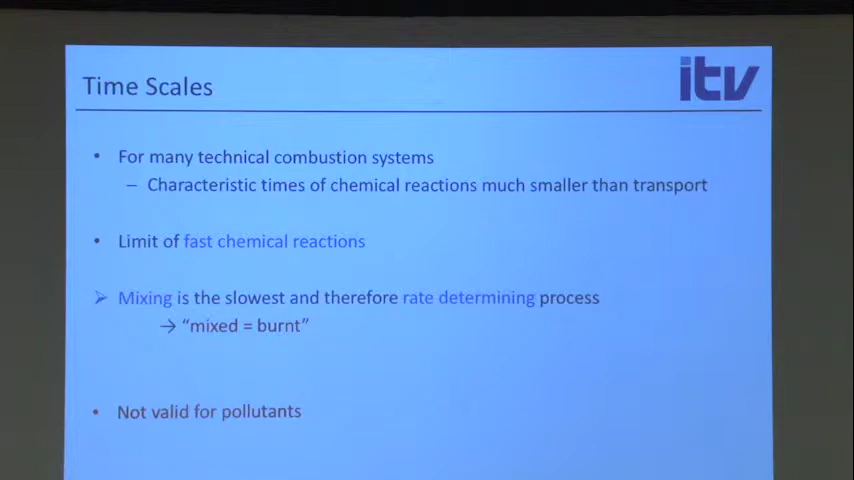 Time Scales
itv
• For many technical combustion systems
– Characteristic times of chemical reactions much smaller than transport
• Limit of fast chemical reactions
➢ Mixing is the slowest and therefore rate determining process
→ “mixed = burnt”
• Not valid for pollutants